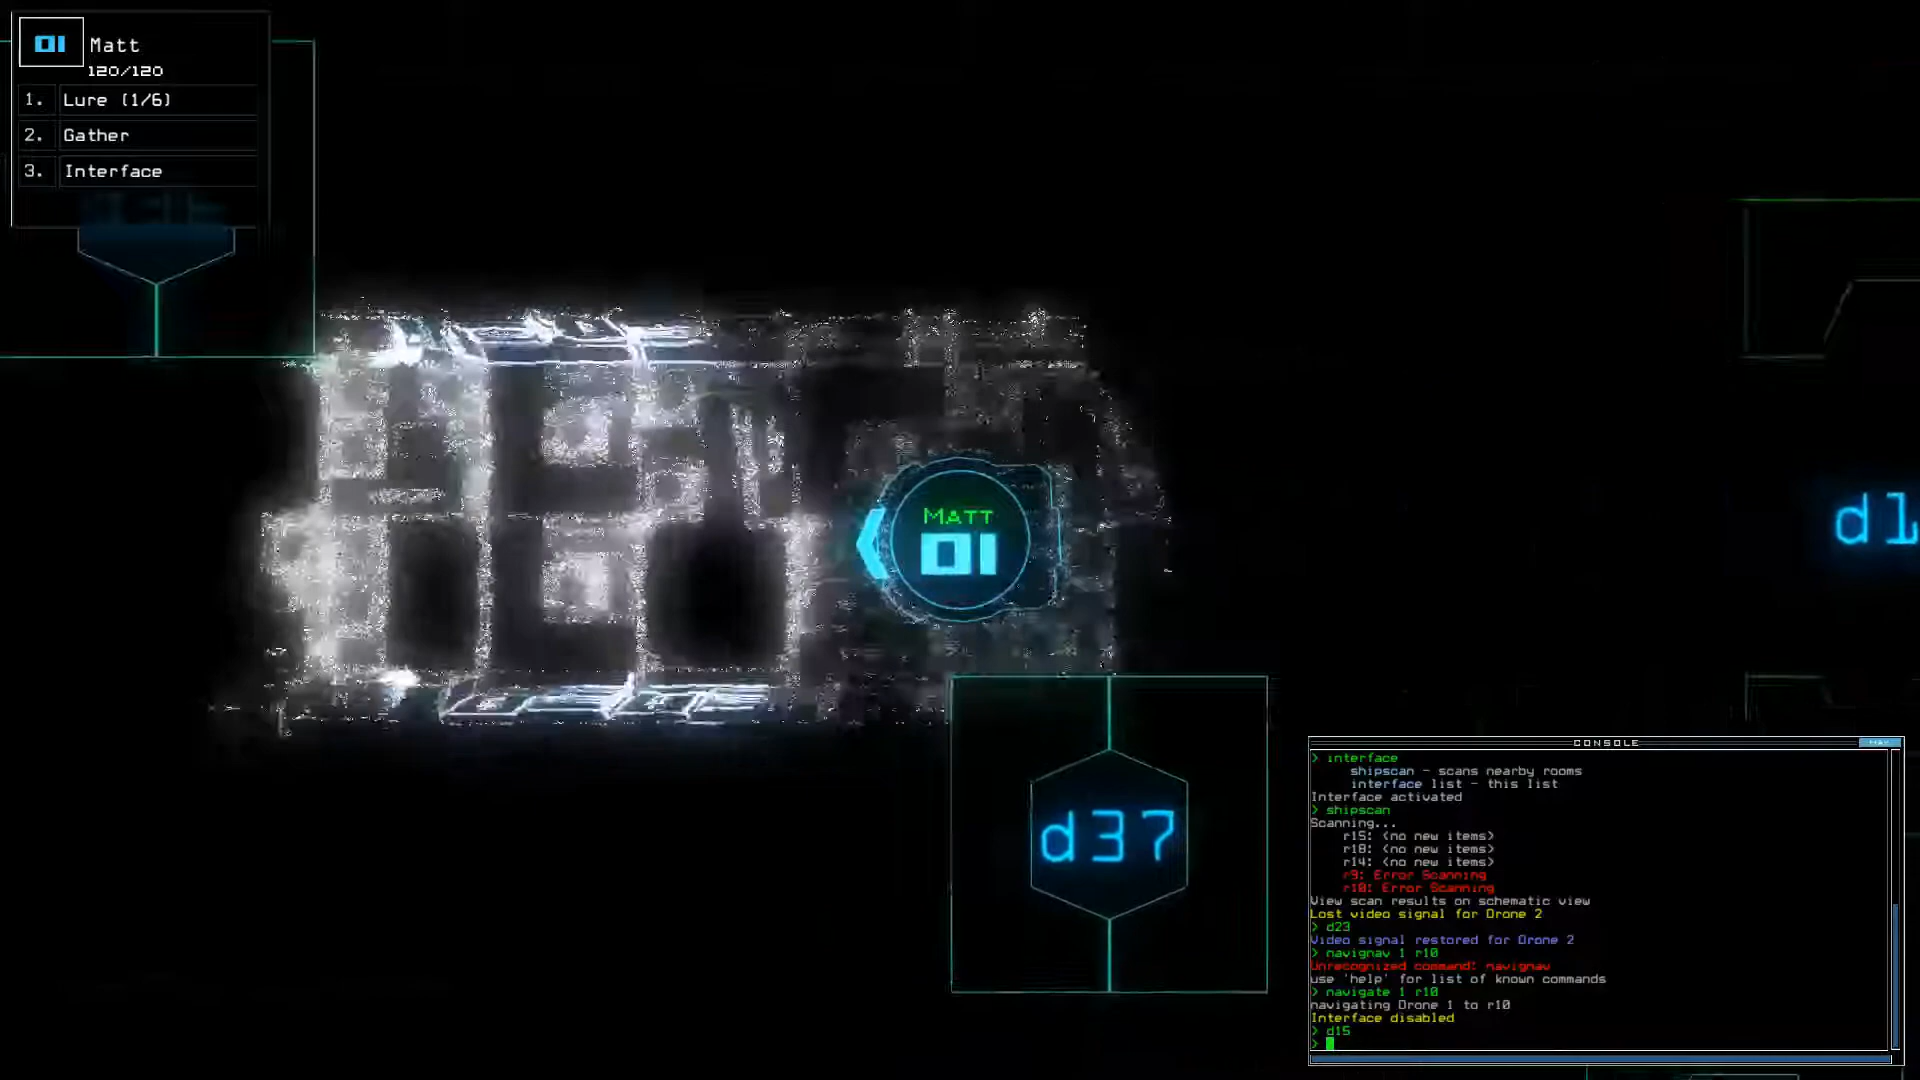 01
Matt
120/120
1. Lure (1/6)
2. Gather
3. Interface
MATT
01
d37
CONSOLE
> interface
shipscan - scans nearby rooms
interface list - this list
Interface activated
> shipscan
Scanning...
r15: (no new items)
r18: (no new items)
r14: (no new items)
r9: Error Scanning
r10: Error Scanning
View scan results on schematic view
Lost video signal for Drone 2
> d23
Video signal restored for Drone 2
> navignav 1 r10
Unrecognized command: navignav
use 'help' for list of known commands
> navigate 1 r10
navigating Drone 1 to r10
Interface disabled
> d15
>